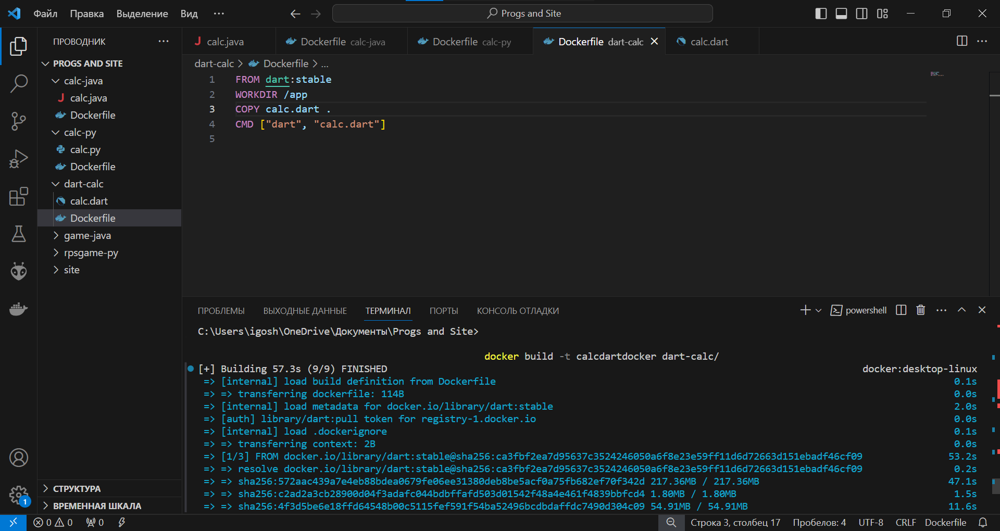 Файл Правка Выделение Вид ··· Progs and Site
ПРОВОДНИК ···
PROGS AND SITE
calc-java
calc.java
Dockerfile
calc-py
calc.py
Dockerfile
dart-calc
calc.dart
Dockerfile
game-java
rpsgame-py
site
СТРУКТУРА
ВРЕМЕННАЯ ШКАЛА
1
calc.java Dockerfile calc-java Dockerfile calc-py Dockerfile dart-calc calc.dart
dart-calc > Dockerfile > ...
1 FROM dart:stable
2 WORKDIR /app
3 COPY calc.dart .
4 CMD ["dart", "calc.dart"]
5
ПРОБЛЕМЫ ВЫХОДНЫЕ ДАННЫЕ ТЕРМИНАЛ ПОРТЫ КОНСОЛЬ ОТЛАДКИ powershell
C:\Users\igosh\OneDrive\Документы\Progs and Site>
docker build -t calcdartdocker dart-calc/
[+] Building 57.3s (9/9) FINISHED docker:desktop-linux
=> [internal] load build definition from Dockerfile 0.1s
=> => transferring dockerfile: 114B 0.0s
=> [internal] load metadata for docker.io/library/dart:stable 2.0s
=> [auth] library/dart:pull token for registry-1.docker.io 0.0s
=> [internal] load .dockerignore 0.1s
=> => transferring context: 2B 0.0s
=> [1/3] FROM docker.io/library/dart:stable@sha256:ca3fbf2ea7d95637c3524246050a6f8e23e59ff11d6d72663d151ebadf46cf09 53.2s
=> => resolve docker.io/library/dart:stable@sha256:ca3fbf2ea7d95637c3524246050a6f8e23e59ff11d6d72663d151ebadf46cf09 0.2s
=> => sha256:572aac439a7e4eb88bdea0679fe06ee31380deb8be5acf0a75fb682ef70f342d 217.36MB / 217.36MB 47.1s
=> => sha256:c2ad2a3cb28900d04f3adafc044bdbffafd503d01542f48a4e461f4839bbfcd4 1.80MB / 1.80MB 1.5s
=> => sha256:4f3d5be6e18ffd64548b00c5115fef591f54ba52496bcdbdaffdc7490d304c09 54.91MB / 54.91MB 11.6s
0 0 0 Строка 3, столбец 17 Пробелов: 4 UTF-8 CRLF Dockerfile